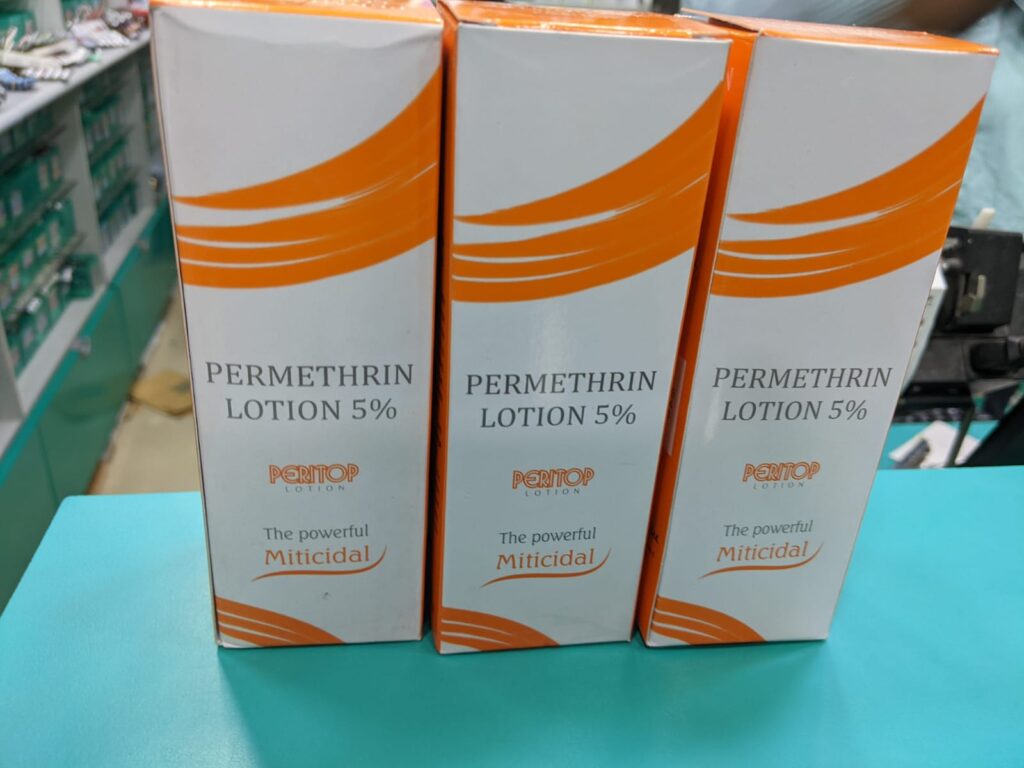 PERMETHRIN
LOTION 5%
PERITOP
LOTION
The powerful
Miticidal
PERMETHRIN
LOTION 5%
PERITOP
LOTION
The powerful
Miticidal
PERMETHRIN
LOTION 5%
PERITOP
LOTION
The powerful
Miticidal